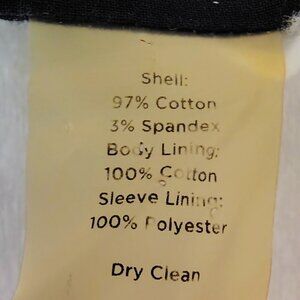 Shell:
97% Cotton
3% Spandex
Body Lining:
100% Cotton
Sleeve Lining:
100% Polyester
Dry Clean